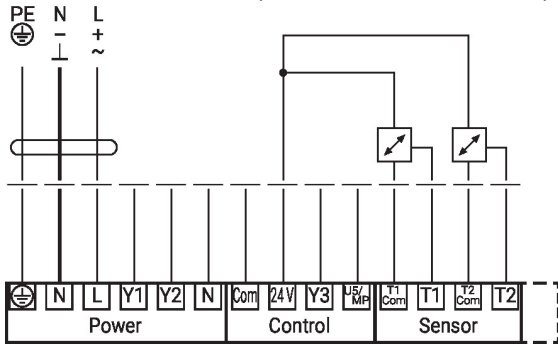 PE N L
- +
⊥ ~
N L Y1 Y2 N Com 24V Y3 U5/MP T1 Com T1 T2 Com T2
Power Control Sensor